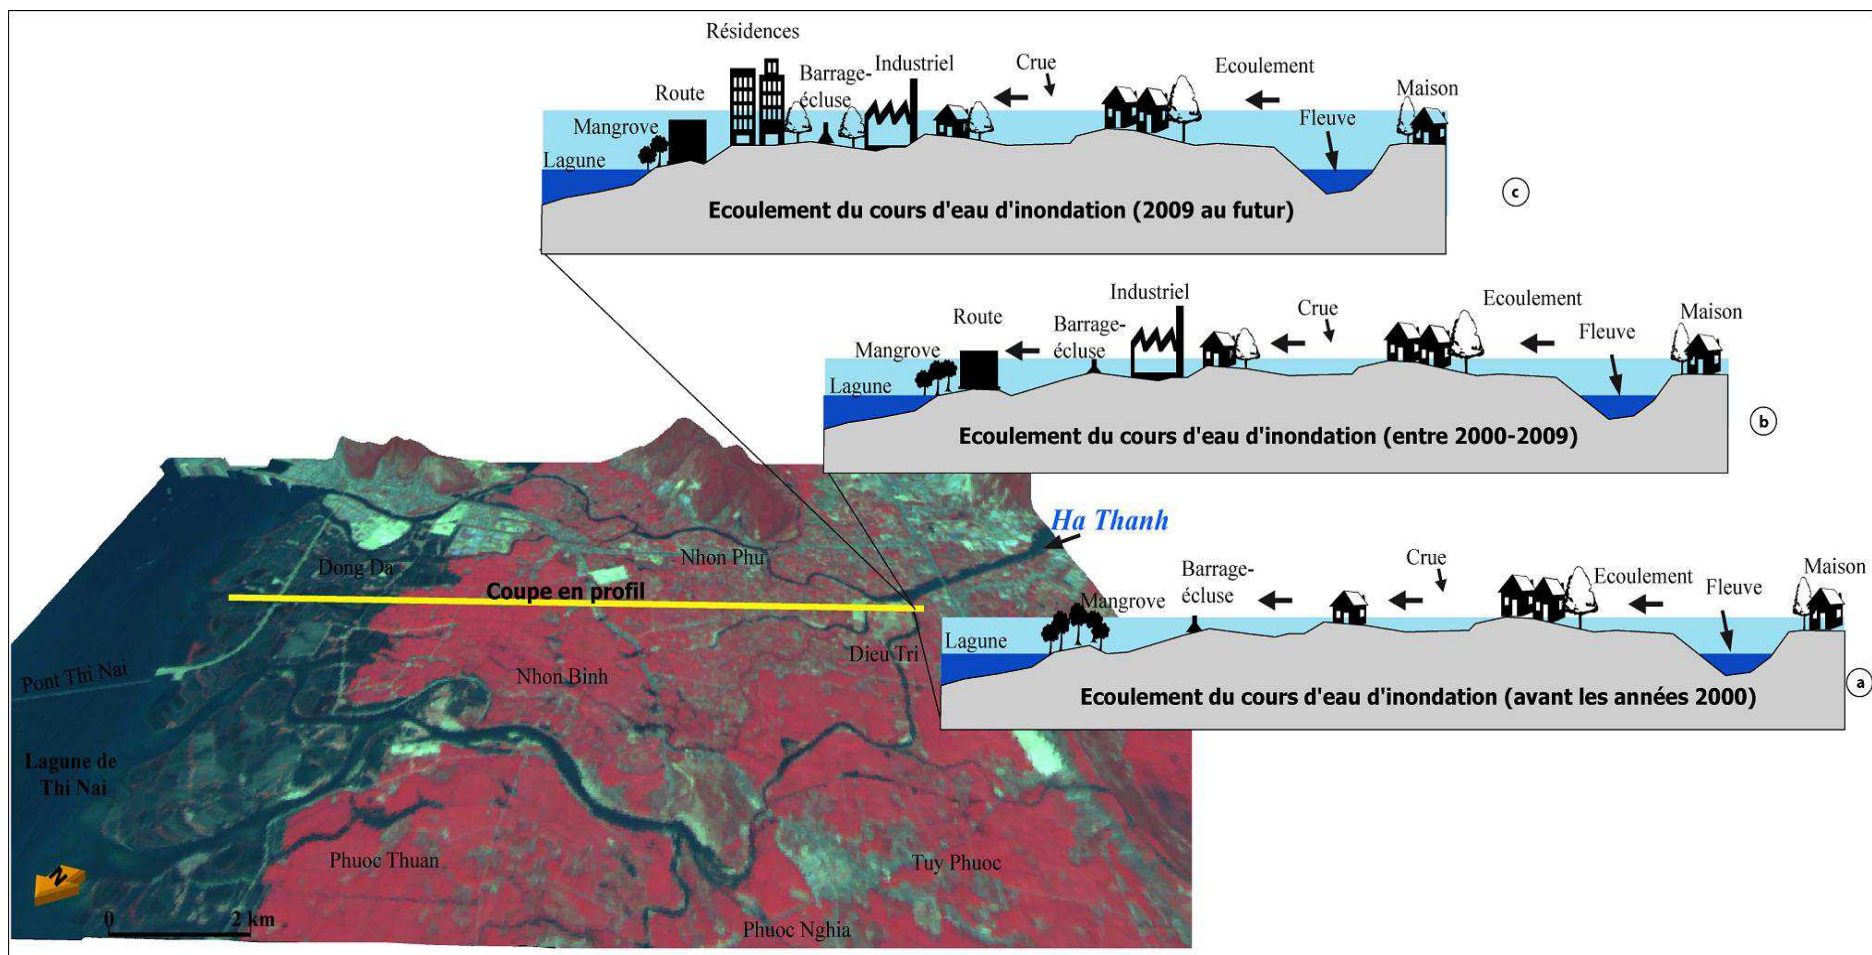 Résidences
Route
Barrage-
écluse
Industriel
Crue
Ecoulement
Maison
Mangrove
Fleuve
Lagune
Ecoulement du cours d'eau d'inondation (2009 au futur)
c
Industriel
Route
Barrage-
écluse
Crue
Ecoulement
Fleuve
Maison
Mangrove
Lagune
Ecoulement du cours d'eau d'inondation (entre 2000-2009)
b
Ha Thanh
Barrage-
écluse
Crue
Ecoulement
Fleuve
Maison
Mangrove
Lagune
Ecoulement du cours d'eau d'inondation (avant les années 2000)
a
Nhon Phu
Dong Da
Coupe en profil
Dieu Tri
Pont Thi Nai
Nhon Binh
Lagune de
Thi Nai
Phuoc Thuan
Tuy Phuoc
N
0 2 km
Phuoc Nghia